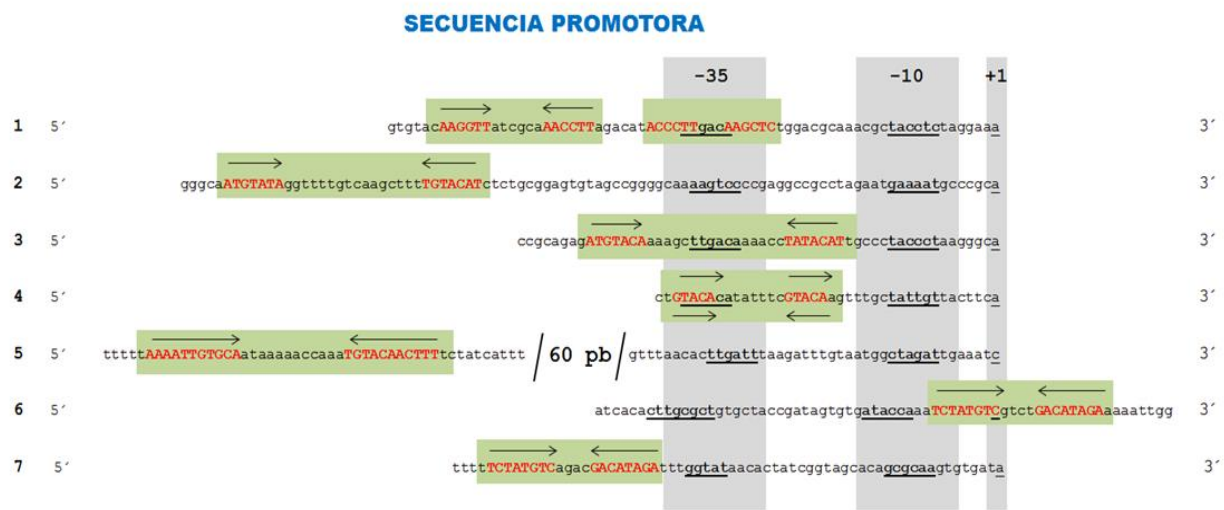 SECUENCIA PROMOTORA
-35 -10 +1
1 5´ gtgtacAAGGTTatcgcaAACCTTagacatACCCTTgacAAGCTCtggacgcaaacgctacctctaggaaa 3´
2 5´ gggcaATGTATAggttttgtcaagctttTGTACATctctgcggagtgtagccggggcaaaagtccccgaggccgcctagaatgaaaatgcccgca 3´
3 5´ ccgcagagATGTACAaaagcttgacaaaaccTATACATtgccctaccctaagggca 3´
4 5´ ctGTACACatatttcGTACAagtttgctattgttacttca 3´
5 5´ tttttAAAATTGTGCAataaaaaccaaaTGTACAACTTTtctatcattt / 60 pb / gtttaacacttgatttaagatttgtaatggctagattgaaatc 3´
6 5´ atcacacttgcgctgtgctaccgatagtgtgataccaaaTCTATGTCgtctGACATAGAaaaattgg 3´
7 5´ ttttTCTATGTCagacGACATAGAtttggtataacactatcggtagcacagcgcaagtgtgata 3´